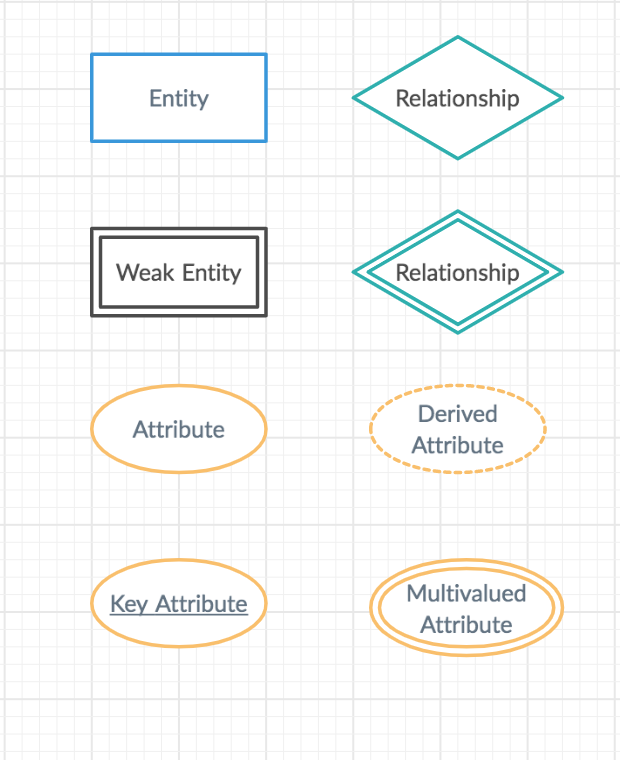 Entity
Relationship
Weak Entity
Relationship
Attribute
Derived
Attribute
Key Attribute
Multivalued
Attribute